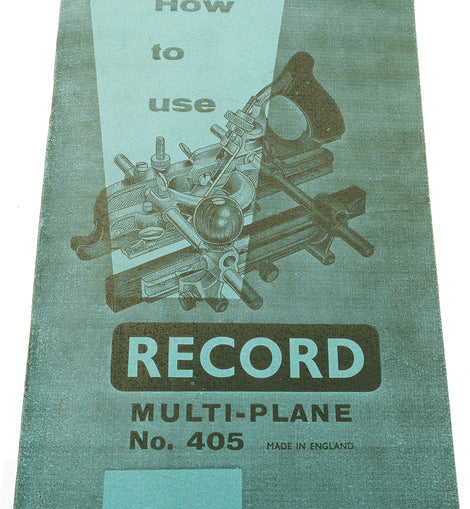 How
to
use
RECORD
MULTI-PLANE
No. 405 MADE IN ENGLAND